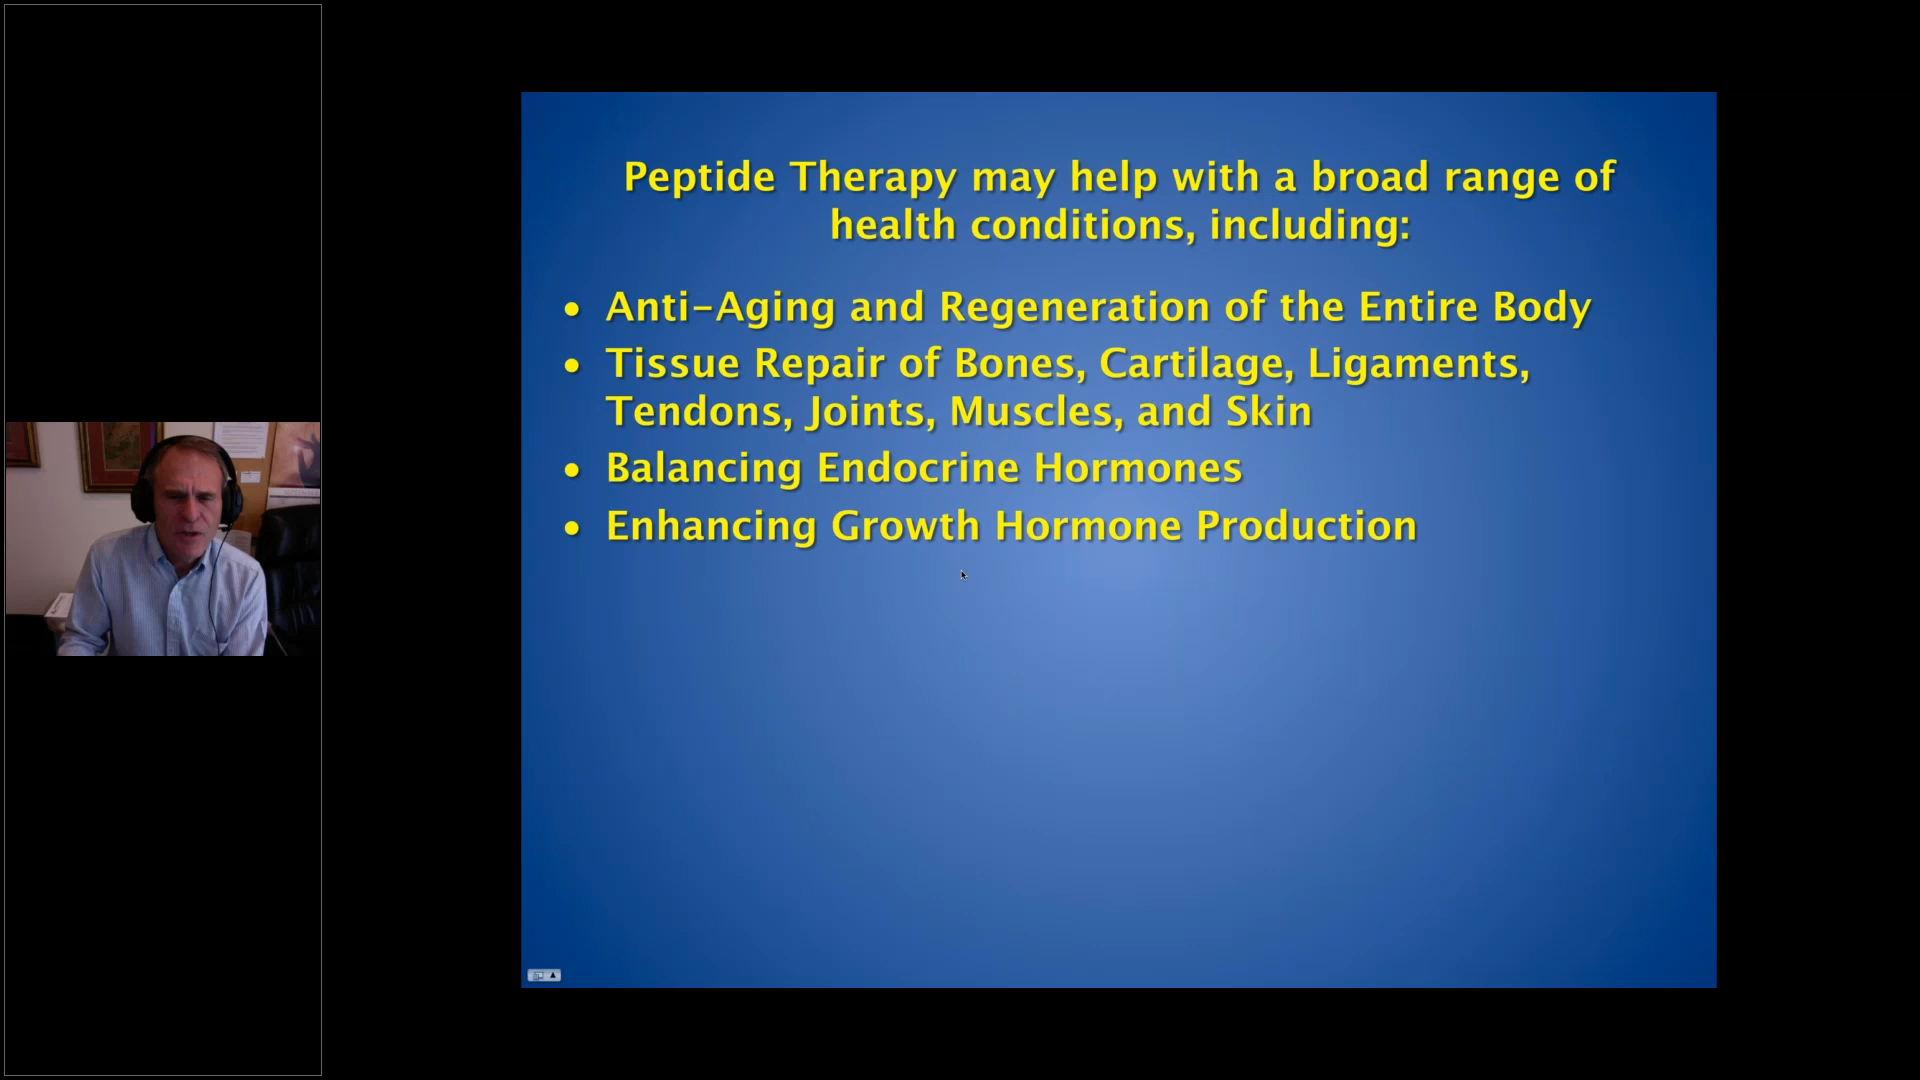 Peptide Therapy may help with a broad range of
health conditions, including:
• Anti-Aging and Regeneration of the Entire Body
• Tissue Repair of Bones, Cartilage, Ligaments,
Tendons, Joints, Muscles, and Skin
• Balancing Endocrine Hormones
• Enhancing Growth Hormone Production